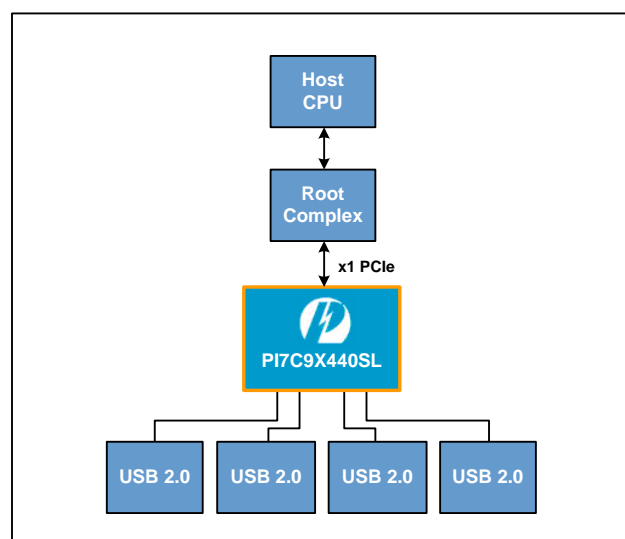 Host
CPU
Root
Complex
x1 PCIe
PI7C9X440SL
USB 2.0
USB 2.0
USB 2.0
USB 2.0